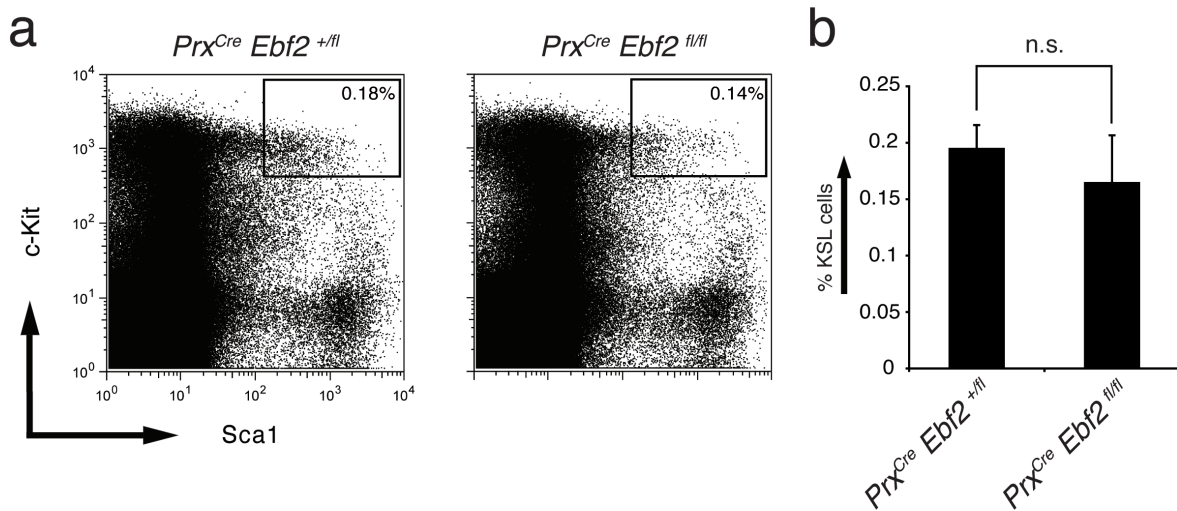 a
Prx^Cre Ebf2 ^+/fl
Prx^Cre Ebf2 ^fl/fl
0.18%
0.14%
10^4
10^3
10^2
10^1
10^0
10^0 10^1 10^2 10^3 10^4
c-Kit
Sca1
b
n.s.
0.25
0.2
0.15
0.1
0.05
0
% KSL cells
Prx^Cre Ebf2 ^+/fl
Prx^Cre Ebf2 ^fl/fl